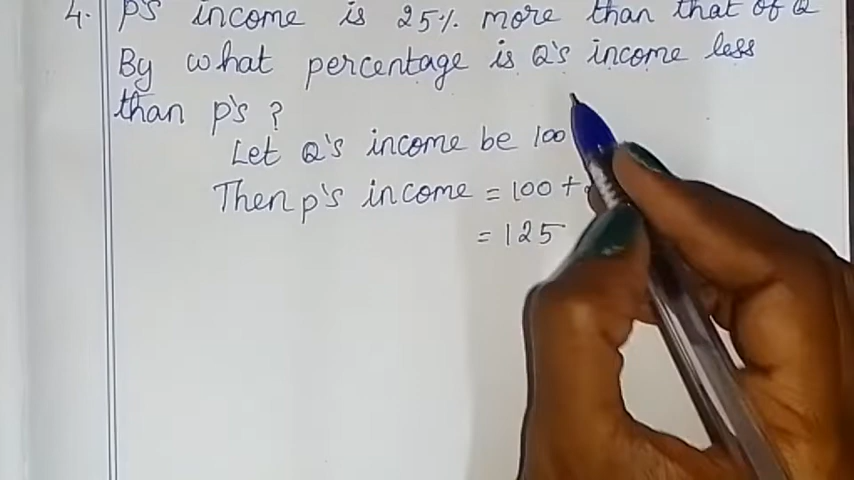 4. P's income is 25% more than that of Q
By what percentage is Q's income less
than p's ?
Let Q's income be 100
Then p's income = 100 +
= 125